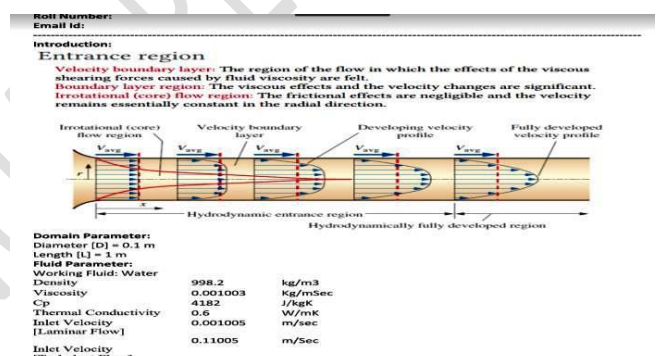 Roll Number:
Email Id:
Introduction:
Entrance region
Velocity boundary layer: The region of the flow in which the effects of the viscous
shearing forces caused by fluid viscosity are felt.
Boundary layer region: The viscous effects and the velocity changes are significant.
Irrotational (core) flow region: The frictional effects are negligible and the velocity
remains essentially constant in the radial direction.
Irrotational (core) flow region
Velocity boundary layer
Developing velocity profile
Fully developed velocity profile
Vavg Vavg Vavg Vavg Vavg
r
x
Hydrodynamic entrance region
Hydrodynamically fully developed region
Domain Parameter:
Diameter [D] = 0.1 m
Length [L] = 1 m
Fluid Parameter:
Working Fluid: Water
Density 998.2 kg/m3
Viscosity 0.001003 Kg/mSec
Cp 4182 J/kgK
Thermal Conductivity 0.6 W/mK
Inlet Velocity 0.001005 m/sec
[Laminar Flow]
0.11005 m/Sec
Inlet Velocity